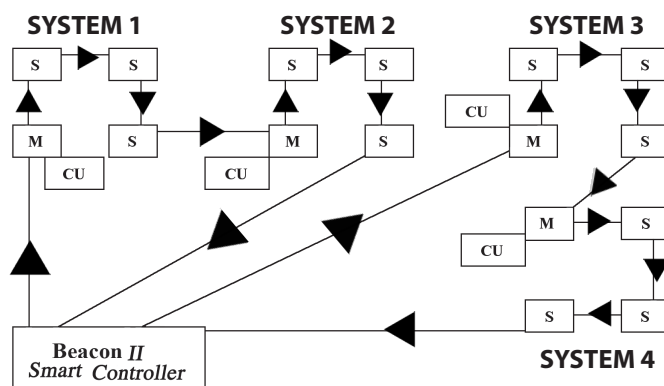 SYSTEM 1 SYSTEM 2 SYSTEM 3
S S S S S S
CU
M S M S M S
CU CU
M S
CU
S S
Beacon II
Smart Controller
SYSTEM 4